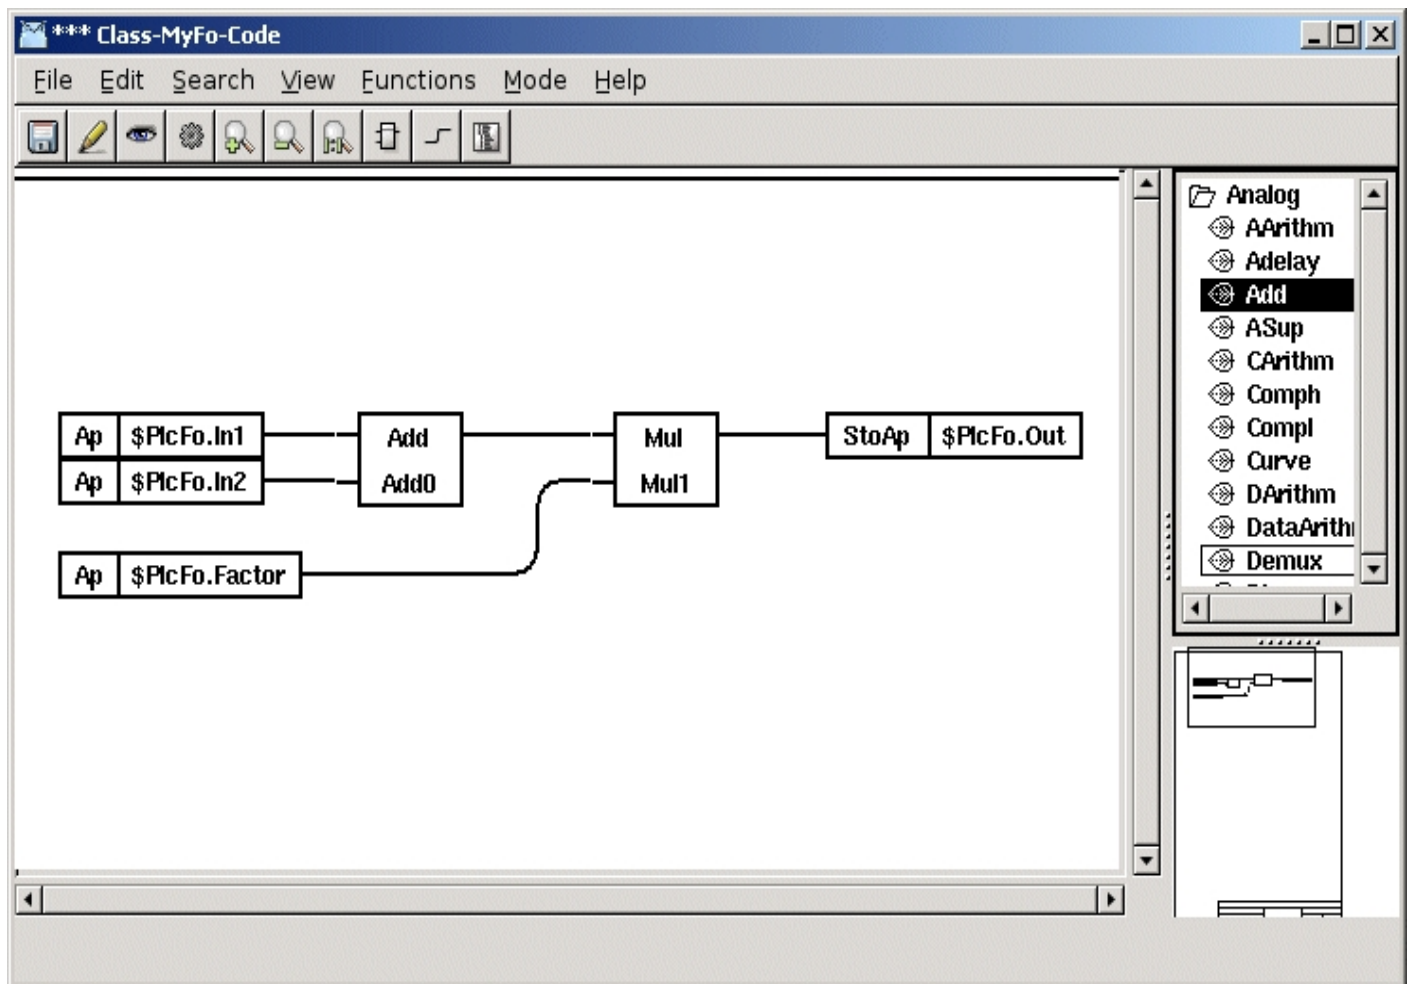 *** Class-MyFo-Code
File Edit Search View Functions Mode Help
Analog
AArithm
Adelay
Add
ASup
CArithm
Comph
Compl
Curve
DArithm
DataArith
Demux
Ap $PlcFo.In1
Ap $PlcFo.In2
Add
Add0
Mul
Mul1
StoAp $PlcFo.Out
Ap $PlcFo.Factor